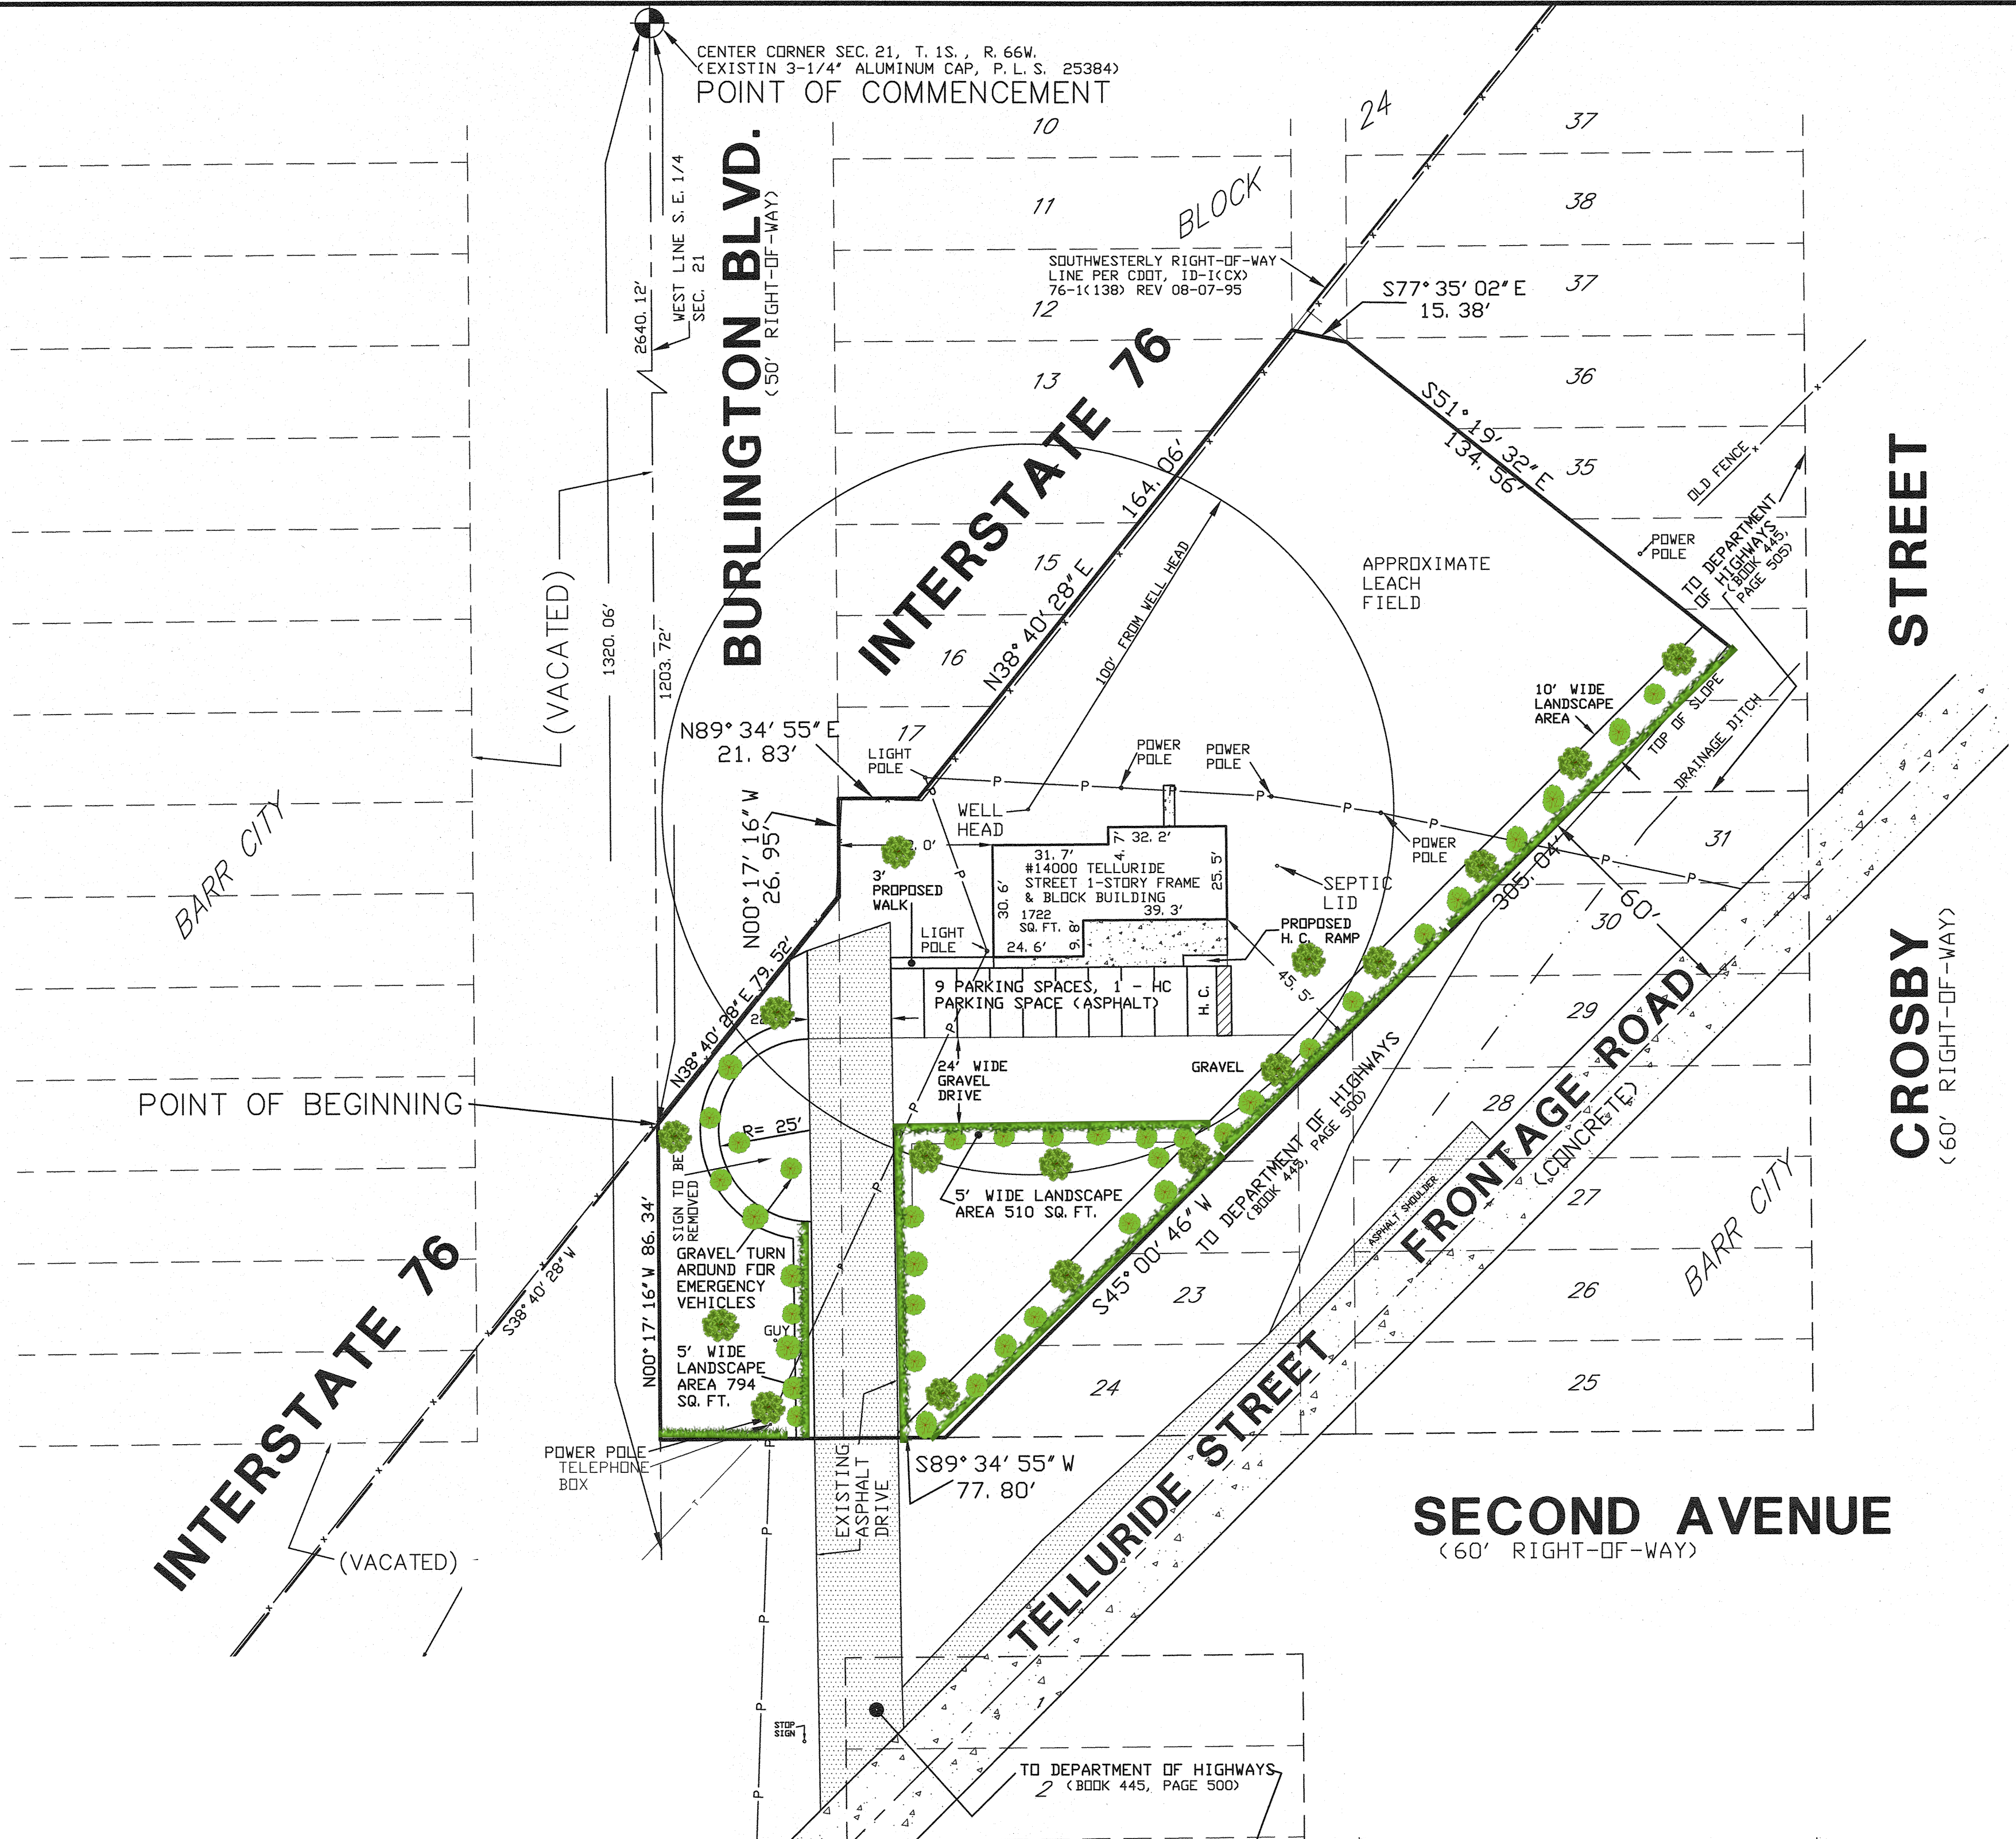 CENTER CORNER SEC. 21, T. 1S., R. 66W.
(EXISTIN 3-1/4" ALUMINUM CAP, P.L.S. 25384)
POINT OF COMMENCEMENT
10
24
37
BLOCK
11
38
WEST LINE S.E. 1/4
SEC. 21
2640.12'
BURLINGTON BLVD.
(50' RIGHT-OF-WAY)
SOUTHWESTERLY RIGHT-OF-WAY
LINE PER CDOT, ID-I(CX)
76-1(138) REV 08-07-95
12
37
S77°35'02"E
15.38'
13
36
INTERSTATE 76
S51°19'32"E
134.56'
35
OLD FENCE
STREET
TO DEPARTMENT
OF HIGHWAYS
(BOOK 445,
PAGE 505)
POWER
POLE
164.06'
N38°40'28"E
15
100' FROM WELL HEAD
APPROXIMATE
LEACH
FIELD
(VACATED)
1320.06'
1203.72'
16
17
N89°34'55"E
21.83'
LIGHT
POLE
POWER
POLE
POWER
POLE
10' WIDE
LANDSCAPE
AREA
TOP OF SLOPE
DRAINAGE DITCH
BARR CITY
N00°17'16"W
26.95'
WELL
HEAD
POWER
POLE
31
0'
31.7'
4.7
32.2'
#14000 TELLURIDE
STREET 1-STORY FRAME
& BLOCK BUILDING
1722
SQ.FT.
30.6'
25.5'
39.3'
24.6'
9.8'
3'
PROPOSED
WALK
LIGHT
POLE
SEPTIC
LID
PROPOSED
H.C. RAMP
305.04'
60'
30
N38°40'28"E 79.52'
9 PARKING SPACES, 1 - HC
PARKING SPACE (ASPHALT)
H.C.
45.5'
29
CROSBY
(60' RIGHT-OF-WAY)
24' WIDE
GRAVEL
DRIVE
GRAVEL
POINT OF BEGINNING
R= 25'
28
SIGN TO BE
REMOVED
TO DEPARTMENT OF HIGHWAYS
(BOOK 445, PAGE 500)
FRONTAGE ROAD
(CONCRETE)
ASPHALT SHOULDER
27
BARR CITY
5' WIDE LANDSCAPE
AREA 510 SQ.FT.
S45°00'46"W
GRAVEL TURN
AROUND FOR
EMERGENCY
VEHICLES
N00°17'16"W 86.34'
S38°40'28"W
INTERSTATE 76
23
26
GUY
5' WIDE
LANDSCAPE
AREA 794
SQ.FT.
24
25
POWER POLE
TELEPHONE
BOX
EXISTING
ASPHALT
DRIVE
S89°34'55"W
77.80'
TELLURIDE STREET
SECOND AVENUE
(60' RIGHT-OF-WAY)
(VACATED)
1
STOP
SIGN
TO DEPARTMENT OF HIGHWAYS
2 (BOOK 445, PAGE 500)